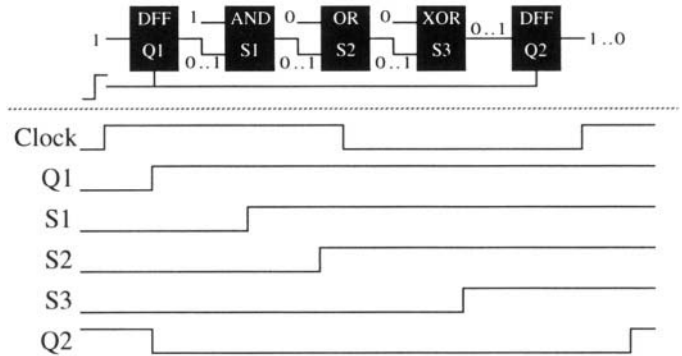 DFF 1 AND 0 OR 0 XOR 0..1 DFF
1 Q1 S1 S2 S3 Q2 1..0
0..1 0..1 0..1
Clock
Q1
S1
S2
S3
Q2